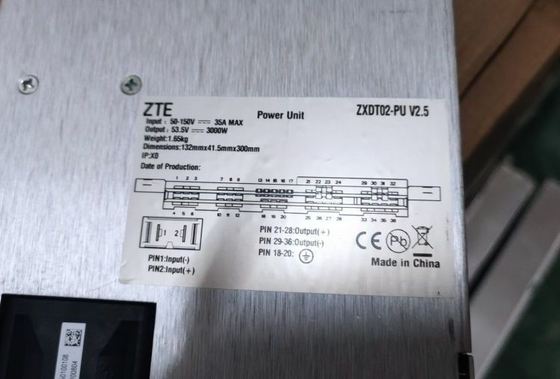 ZTE Power Unit ZXDT02-PU V2.5
Input : 50-150V ⎓ 35A MAX
Output : 53.5V ⎓ 3000W
Weight:1.65kg
Dimensions:132mmx41.5mmx300mm
IP:X0
Date of Production:
1 2 3 7 8 9 13 14 15 16 17 21 22 23 24 29 30 31 32
4 5 6 10 11 12 18 19 20 25 26 27 28 33 34 35 36
1 2
PIN1:Input(-)
PIN2:Input(+)
PIN 21-28:Output(+)
PIN 29-36:Output(-)
PIN 18-20:
CE Pb
Made in China